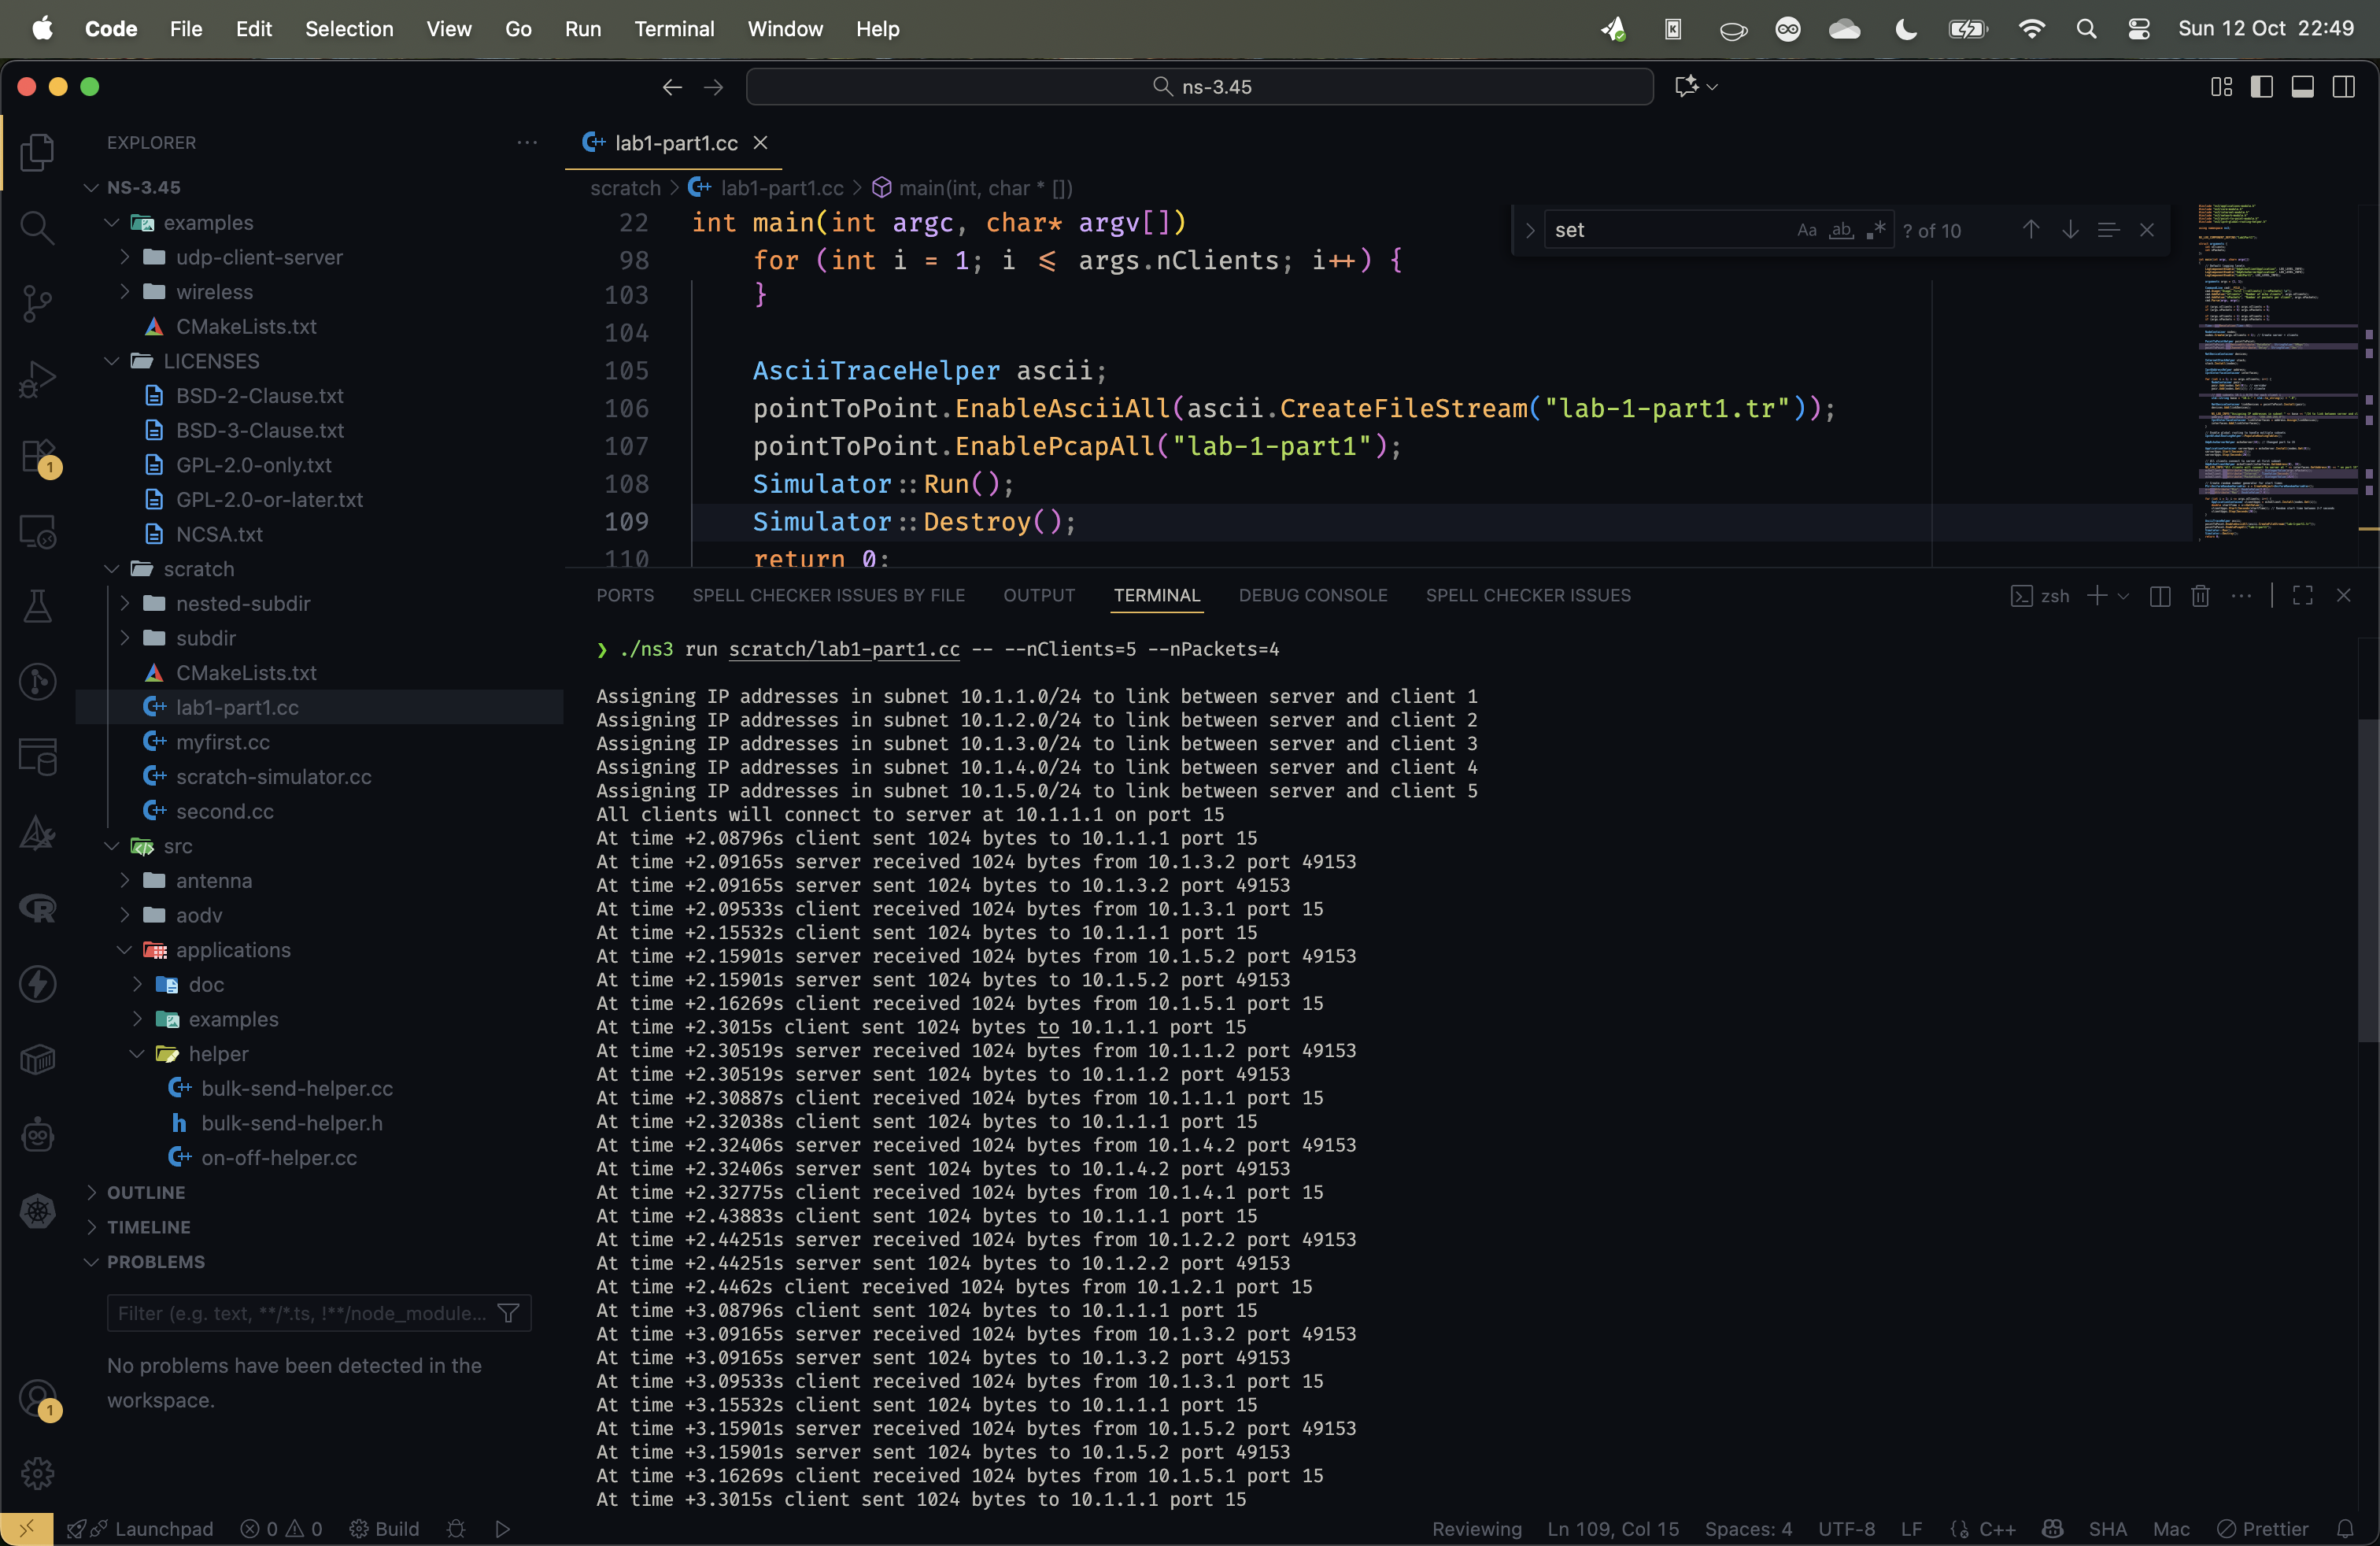 Code File Edit Selection View Go Run Terminal Window Help
Sun 12 Oct 22:49
ns-3.45
EXPLORER
NS-3.45
examples
udp-client-server
wireless
CMakeLists.txt
LICENSES
BSD-2-Clause.txt
BSD-3-Clause.txt
GPL-2.0-only.txt
GPL-2.0-or-later.txt
NCSA.txt
scratch
nested-subdir
subdir
CMakeLists.txt
lab1-part1.cc
myfirst.cc
scratch-simulator.cc
second.cc
src
antenna
aodv
applications
doc
examples
helper
bulk-send-helper.cc
bulk-send-helper.h
on-off-helper.cc
OUTLINE
TIMELINE
PROBLEMS
Filter (e.g. text, **/*.ts, !**/node_module...
No problems have been detected in the
workspace.
1
1
lab1-part1.cc
scratch > lab1-part1.cc > main(int, char * [])
set Aa ab .* ? of 10
22 int main(int argc, char* argv[])
98 for (int i = 1; i <= args.nClients; i++) {
103 }
104
105 AsciiTraceHelper ascii;
106 pointToPoint.EnableAsciiAll(ascii.CreateFileStream("lab-1-part1.tr"));
107 pointToPoint.EnablePcapAll("lab-1-part1");
108 Simulator::Run();
109 Simulator::Destroy();
110 return 0;
PORTS SPELL CHECKER ISSUES BY FILE OUTPUT TERMINAL DEBUG CONSOLE SPELL CHECKER ISSUES
zsh
❯ ./ns3 run scratch/lab1-part1.cc -- --nClients=5 --nPackets=4
Assigning IP addresses in subnet 10.1.1.0/24 to link between server and client 1
Assigning IP addresses in subnet 10.1.2.0/24 to link between server and client 2
Assigning IP addresses in subnet 10.1.3.0/24 to link between server and client 3
Assigning IP addresses in subnet 10.1.4.0/24 to link between server and client 4
Assigning IP addresses in subnet 10.1.5.0/24 to link between server and client 5
All clients will connect to server at 10.1.1.1 on port 15
At time +2.08796s client sent 1024 bytes to 10.1.1.1 port 15
At time +2.09165s server received 1024 bytes from 10.1.3.2 port 49153
At time +2.09165s server sent 1024 bytes to 10.1.3.2 port 49153
At time +2.09533s client received 1024 bytes from 10.1.3.1 port 15
At time +2.15532s client sent 1024 bytes to 10.1.1.1 port 15
At time +2.15901s server received 1024 bytes from 10.1.5.2 port 49153
At time +2.15901s server sent 1024 bytes to 10.1.5.2 port 49153
At time +2.16269s client received 1024 bytes from 10.1.5.1 port 15
At time +2.3015s client sent 1024 bytes to 10.1.1.1 port 15
At time +2.30519s server received 1024 bytes from 10.1.1.2 port 49153
At time +2.30519s server sent 1024 bytes to 10.1.1.2 port 49153
At time +2.30887s client received 1024 bytes from 10.1.1.1 port 15
At time +2.32038s client sent 1024 bytes to 10.1.1.1 port 15
At time +2.32406s server received 1024 bytes from 10.1.4.2 port 49153
At time +2.32406s server sent 1024 bytes to 10.1.4.2 port 49153
At time +2.32775s client received 1024 bytes from 10.1.4.1 port 15
At time +2.43883s client sent 1024 bytes to 10.1.1.1 port 15
At time +2.44251s server received 1024 bytes from 10.1.2.2 port 49153
At time +2.44251s server sent 1024 bytes to 10.1.2.2 port 49153
At time +2.4462s client received 1024 bytes from 10.1.2.1 port 15
At time +3.08796s client sent 1024 bytes to 10.1.1.1 port 15
At time +3.09165s server received 1024 bytes from 10.1.3.2 port 49153
At time +3.09165s server sent 1024 bytes to 10.1.3.2 port 49153
At time +3.09533s client received 1024 bytes from 10.1.3.1 port 15
At time +3.15532s client sent 1024 bytes to 10.1.1.1 port 15
At time +3.15901s server received 1024 bytes from 10.1.5.2 port 49153
At time +3.15901s server sent 1024 bytes to 10.1.5.2 port 49153
At time +3.16269s client received 1024 bytes from 10.1.5.1 port 15
At time +3.3015s client sent 1024 bytes to 10.1.1.1 port 15
Launchpad 0 0 Build
Reviewing Ln 109, Col 15 Spaces: 4 UTF-8 LF C++ SHA Mac Prettier